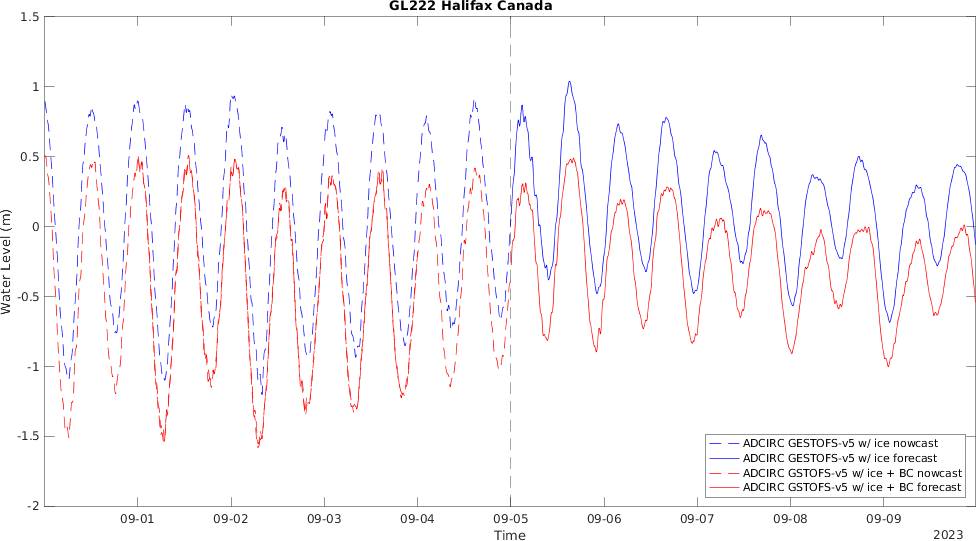 GL222 Halifax Canada
1.5
1
0.5
0
-0.5
-1
-1.5
-2
Water Level (m)
09-01 09-02 09-03 09-04 09-05 09-06 09-07 09-08 09-09
Time
2023
ADCIRC GESTOFS-v5 w/ ice nowcast
ADCIRC GESTOFS-v5 w/ ice forecast
ADCIRC GSTOFS-v5 w/ ice + BC nowcast
ADCIRC GSTOFS-v5 w/ ice + BC forecast